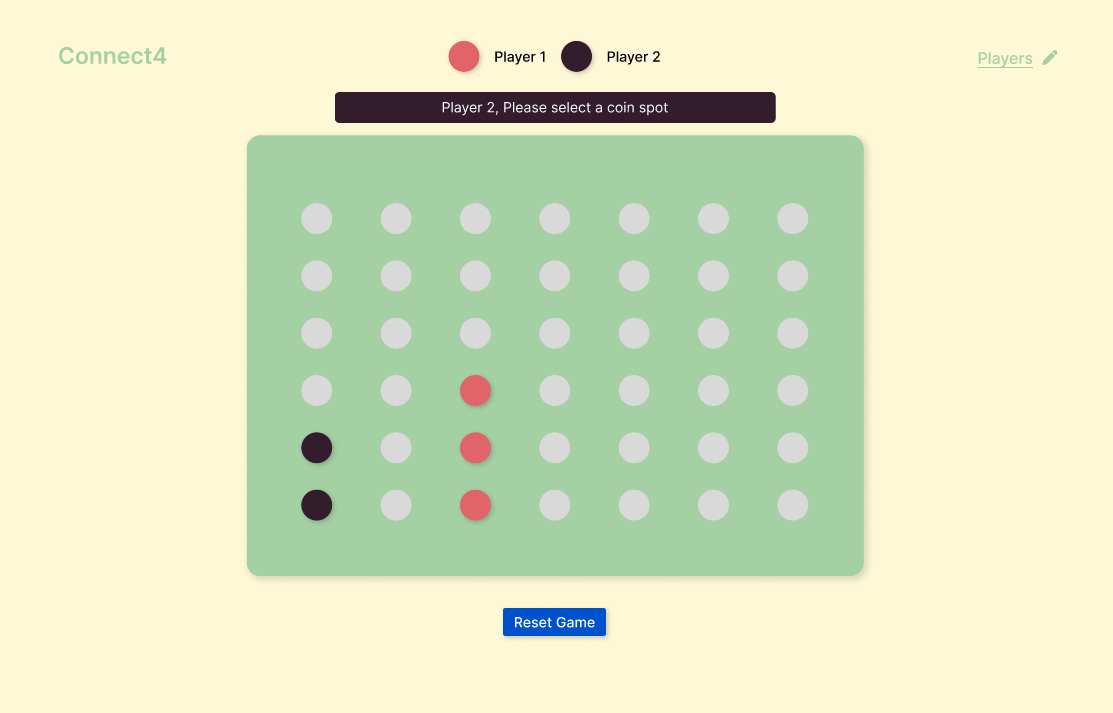 Connect4
Player 1
Player 2
Players
Player 2, Please select a coin spot
Reset Game